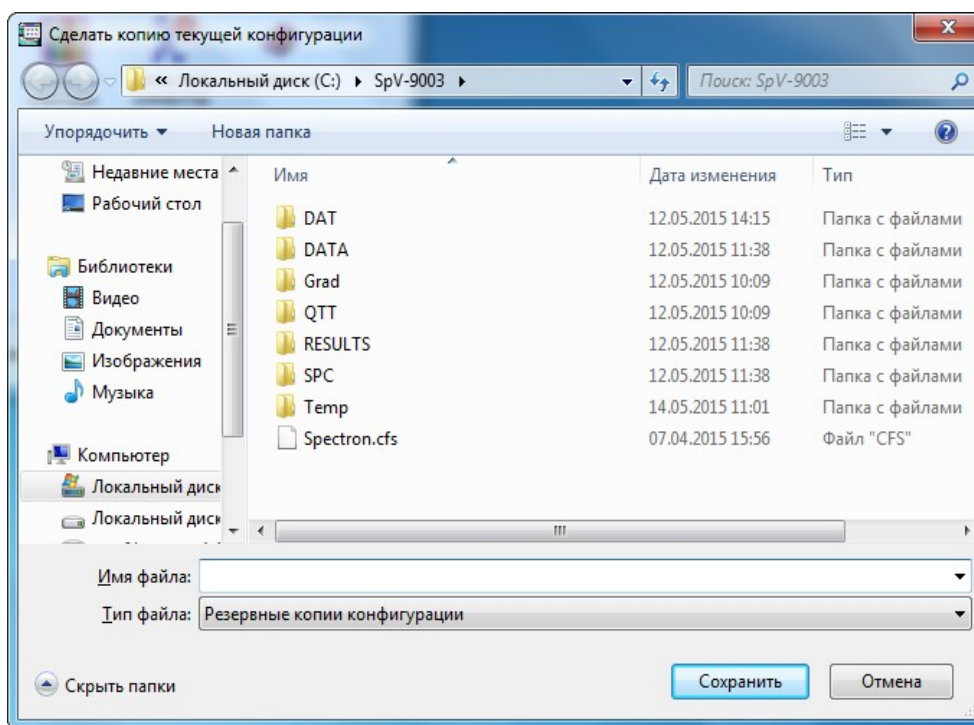 Сделать копию текущей конфигурации
« Локальный диск (C:) ▸ SpV-9003 ▸
Поиск: SpV-9003
Упорядочить ▼ Новая папка
Недавние места
Рабочий стол
Библиотеки
Видео
Документы
Изображения
Музыка
Компьютер
Локальный диск
Локальный диск
Имя Дата изменения Тип
DAT 12.05.2015 14:15 Папка с файлами
DATA 12.05.2015 11:38 Папка с файлами
Grad 12.05.2015 10:09 Папка с файлами
QTT 12.05.2015 10:09 Папка с файлами
RESULTS 12.05.2015 11:38 Папка с файлами
SPC 12.05.2015 11:38 Папка с файлами
Temp 14.05.2015 11:01 Папка с файлами
Spectron.cfs 07.04.2015 15:56 Файл "CFS"
Имя файла:
Тип файла: Резервные копии конфигурации
Скрыть папки
Сохранить Отмена